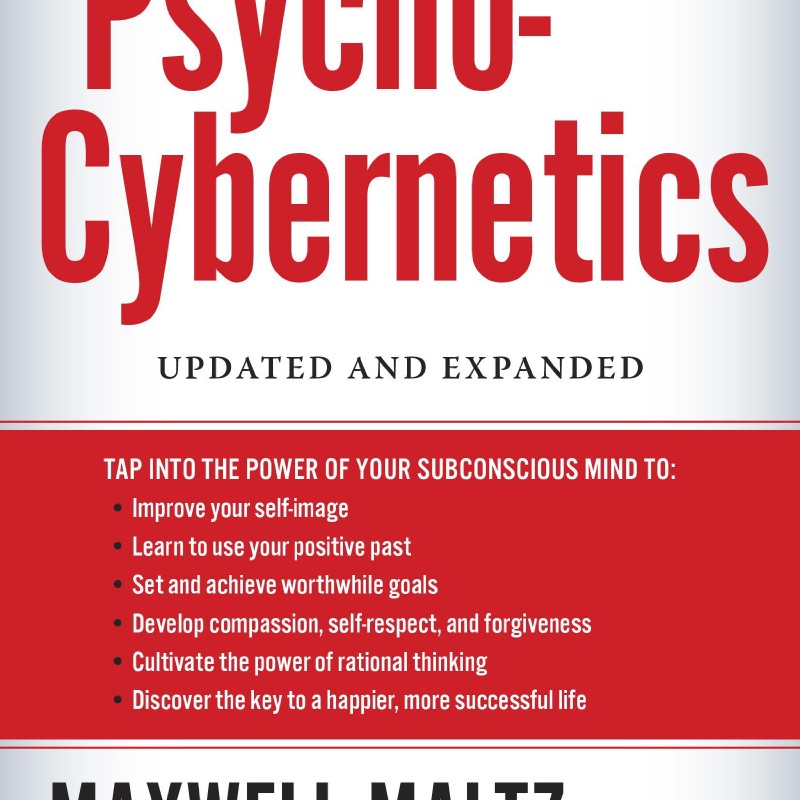 Psycho-
Cybernetics
UPDATED AND EXPANDED
TAP INTO THE POWER OF YOUR SUBCONSCIOUS MIND TO:
• Improve your self-image
• Learn to use your positive past
• Set and achieve worthwhile goals
• Develop compassion, self-respect, and forgiveness
• Cultivate the power of rational thinking
• Discover the key to a happier, more successful life
MAXWELL MALTZ